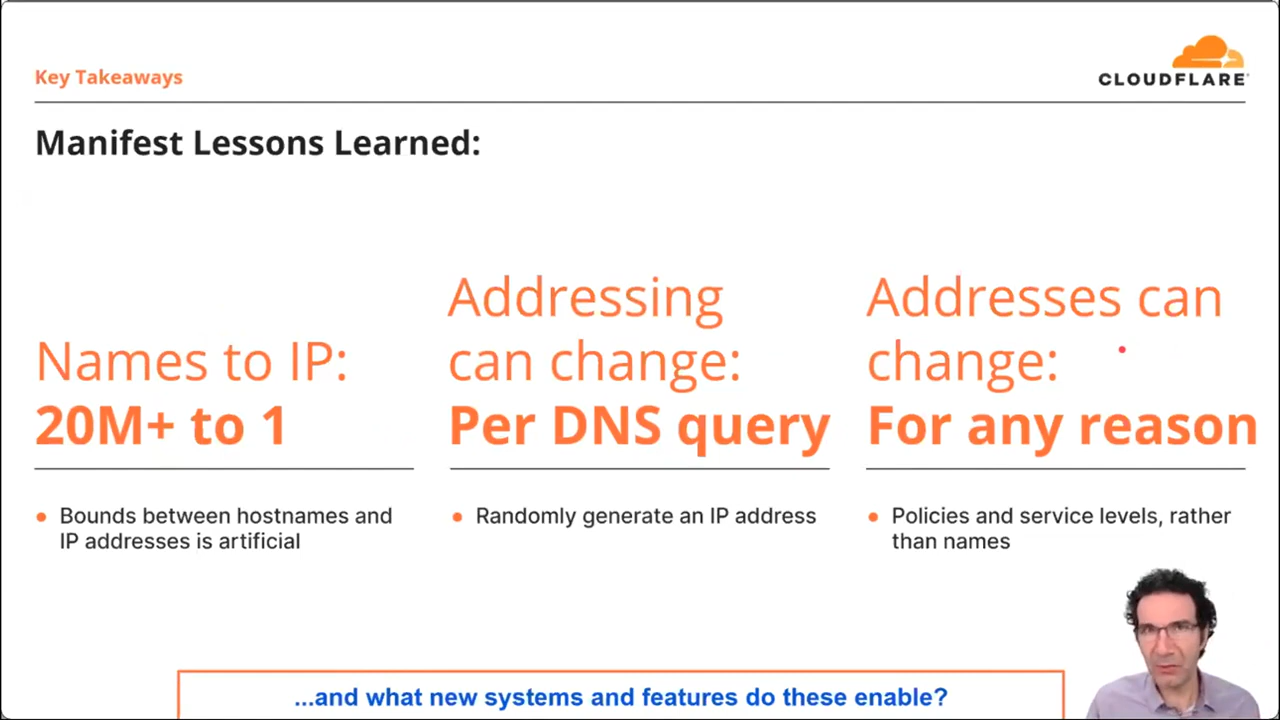 Key Takeaways
CLOUDFLARE
Manifest Lessons Learned:
Names to IP:
20M+ to 1
• Bounds between hostnames and
IP addresses is artificial
Addressing
can change:
Per DNS query
• Randomly generate an IP address
Addresses can
change:
For any reason
• Policies and service levels, rather
than names
...and what new systems and features do these enable?